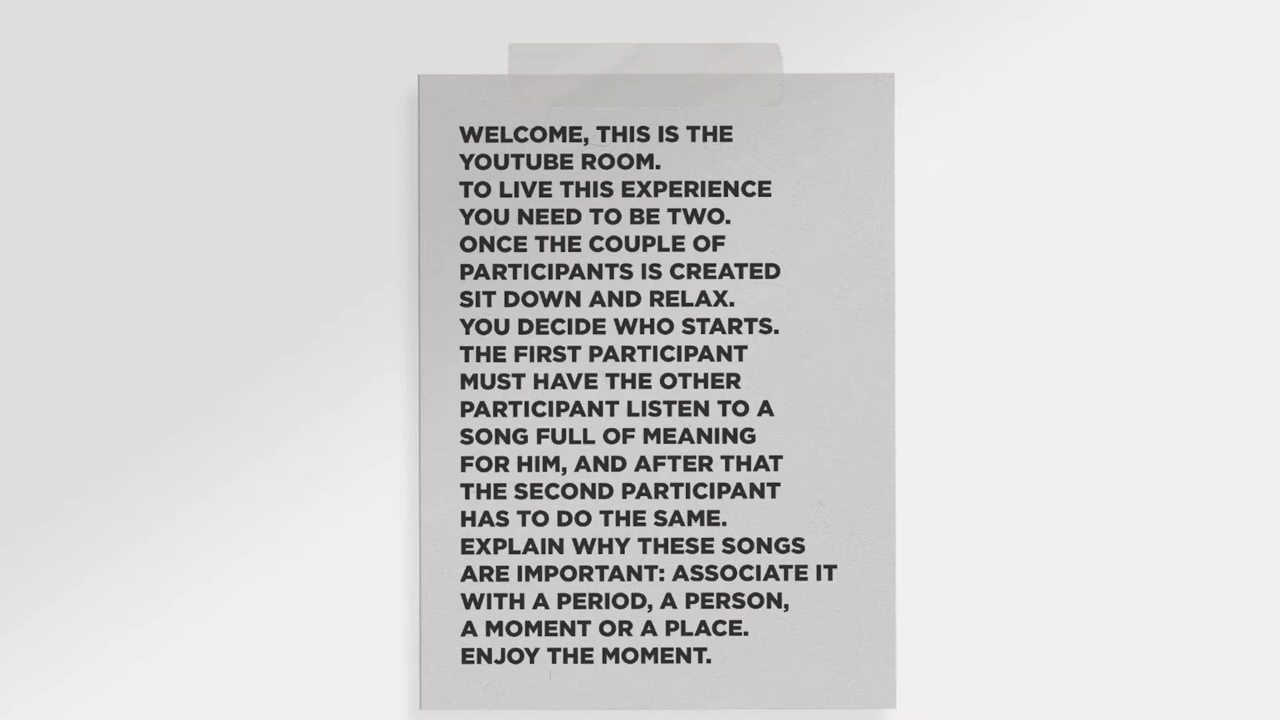 WELCOME, THIS IS THE
YOUTUBE ROOM.
TO LIVE THIS EXPERIENCE
YOU NEED TO BE TWO.
ONCE THE COUPLE OF
PARTICIPANTS IS CREATED
SIT DOWN AND RELAX.
YOU DECIDE WHO STARTS.
THE FIRST PARTICIPANT
MUST HAVE THE OTHER
PARTICIPANT LISTEN TO A
SONG FULL OF MEANING
FOR HIM, AND AFTER THAT
THE SECOND PARTICIPANT
HAS TO DO THE SAME.
EXPLAIN WHY THESE SONGS
ARE IMPORTANT: ASSOCIATE IT
WITH A PERIOD, A PERSON,
A MOMENT OR A PLACE.
ENJOY THE MOMENT.